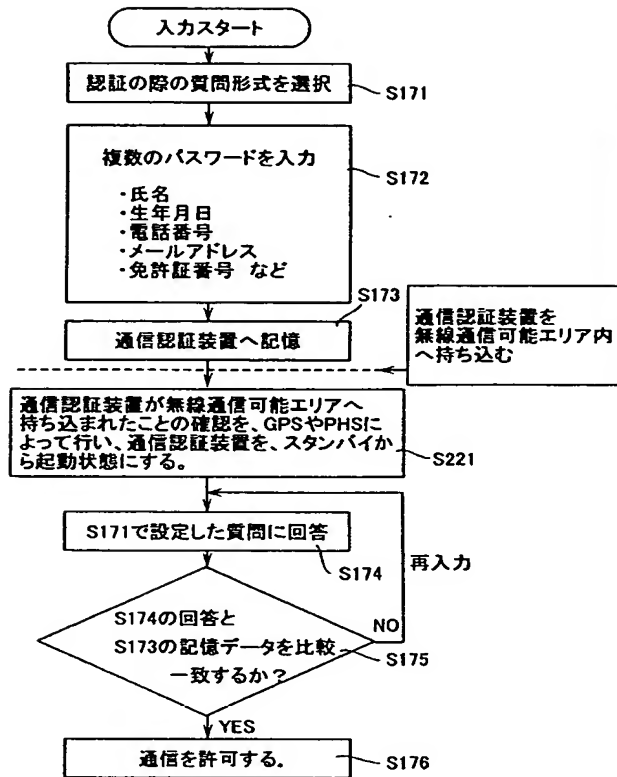 入力スタート
認証の際の質問形式を選択
S171
複数のパスワードを入力
・氏名
・生年月日
・電話番号
・メールアドレス
・免許証番号 など
S172
S173
通信認証装置へ記憶
通信認証装置を
無線通信可能エリア内
へ持ち込む
通信認証装置が無線通信可能エリアへ
持ち込まれたことの確認を、GPSやPHSに
よって行い、通信認証装置を、スタンバイか
ら起動状態にする。
S221
S171で設定した質問に回答
S174
再入力
S174の回答と
S173の記憶データを比較
一致するか？
NO
S175
YES
通信を許可する。
S176